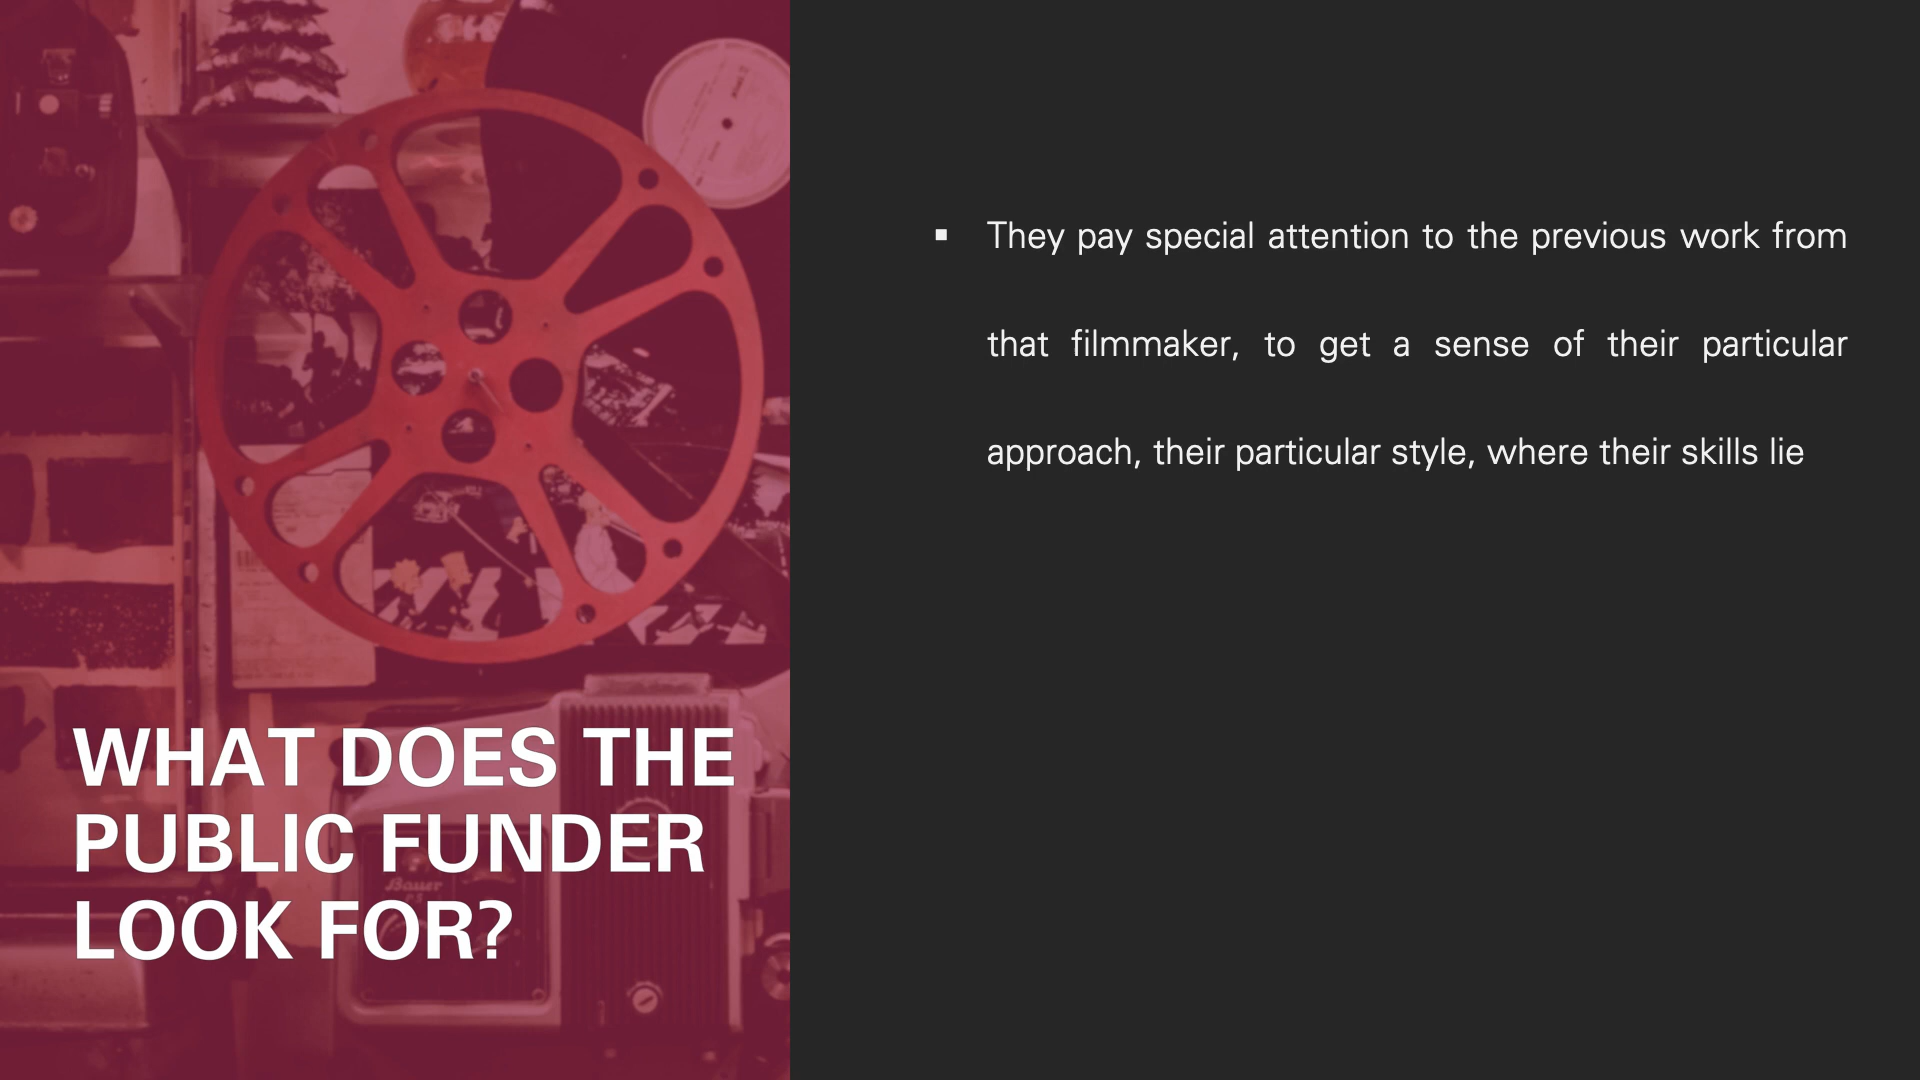 WHAT DOES THE
PUBLIC FUNDER
LOOK FOR?
▪ They pay special attention to the previous work from
that filmmaker, to get a sense of their particular
approach, their particular style, where their skills lie
Bauer